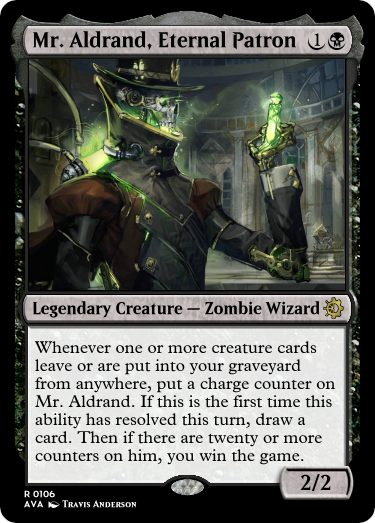 Mr. Aldrand, Eternal Patron 1
Legendary Creature — Zombie Wizard
Whenever one or more creature cards
leave or are put into your graveyard
from anywhere, put a charge counter on
Mr. Aldrand. If this is the first time this
ability has resolved this turn, draw a
card. Then if there are twenty or more
counters on him, you win the game.
2/2
R 0106
AVA Travis Anderson